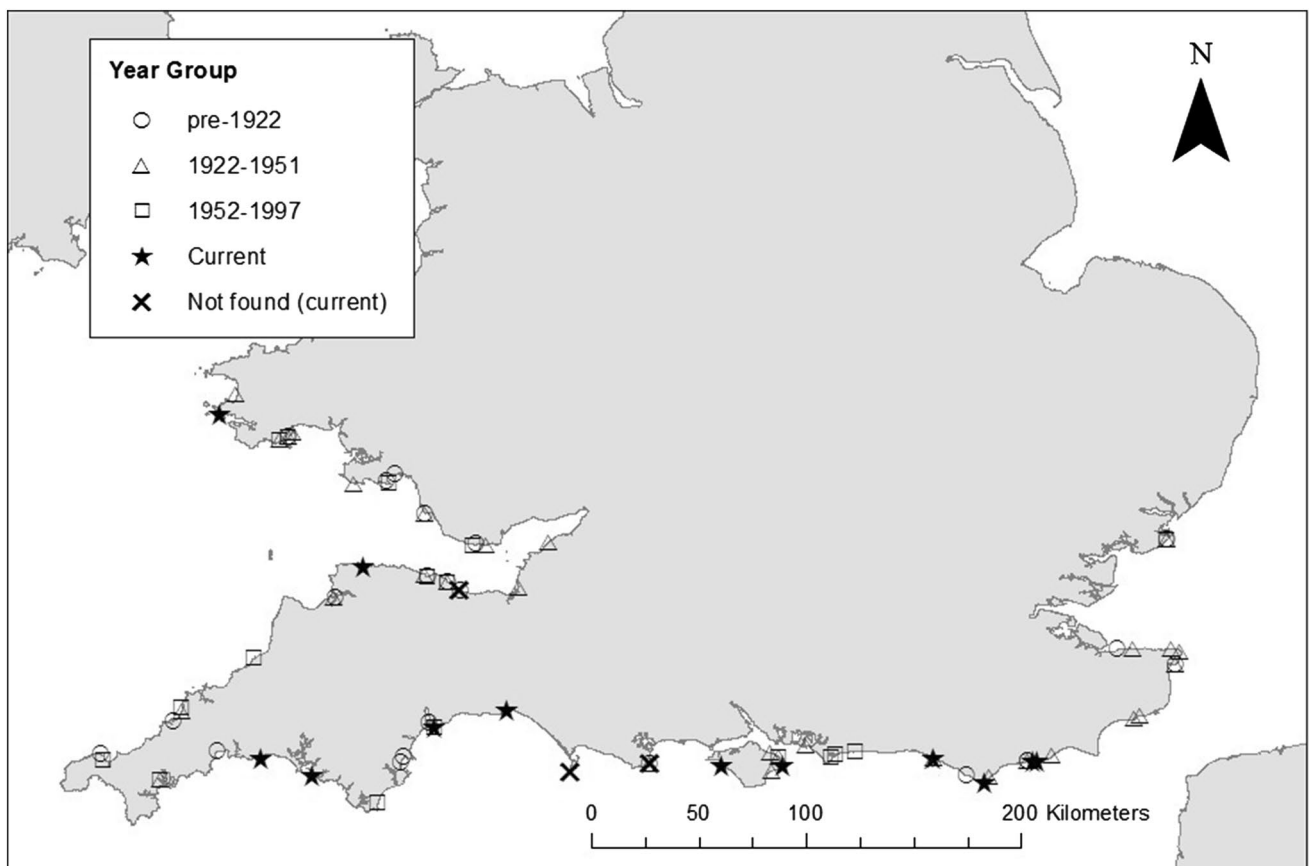 Year Group
pre-1922
1922-1951
1952-1997
Current
Not found (current)
N
0 50 100 200 Kilometers